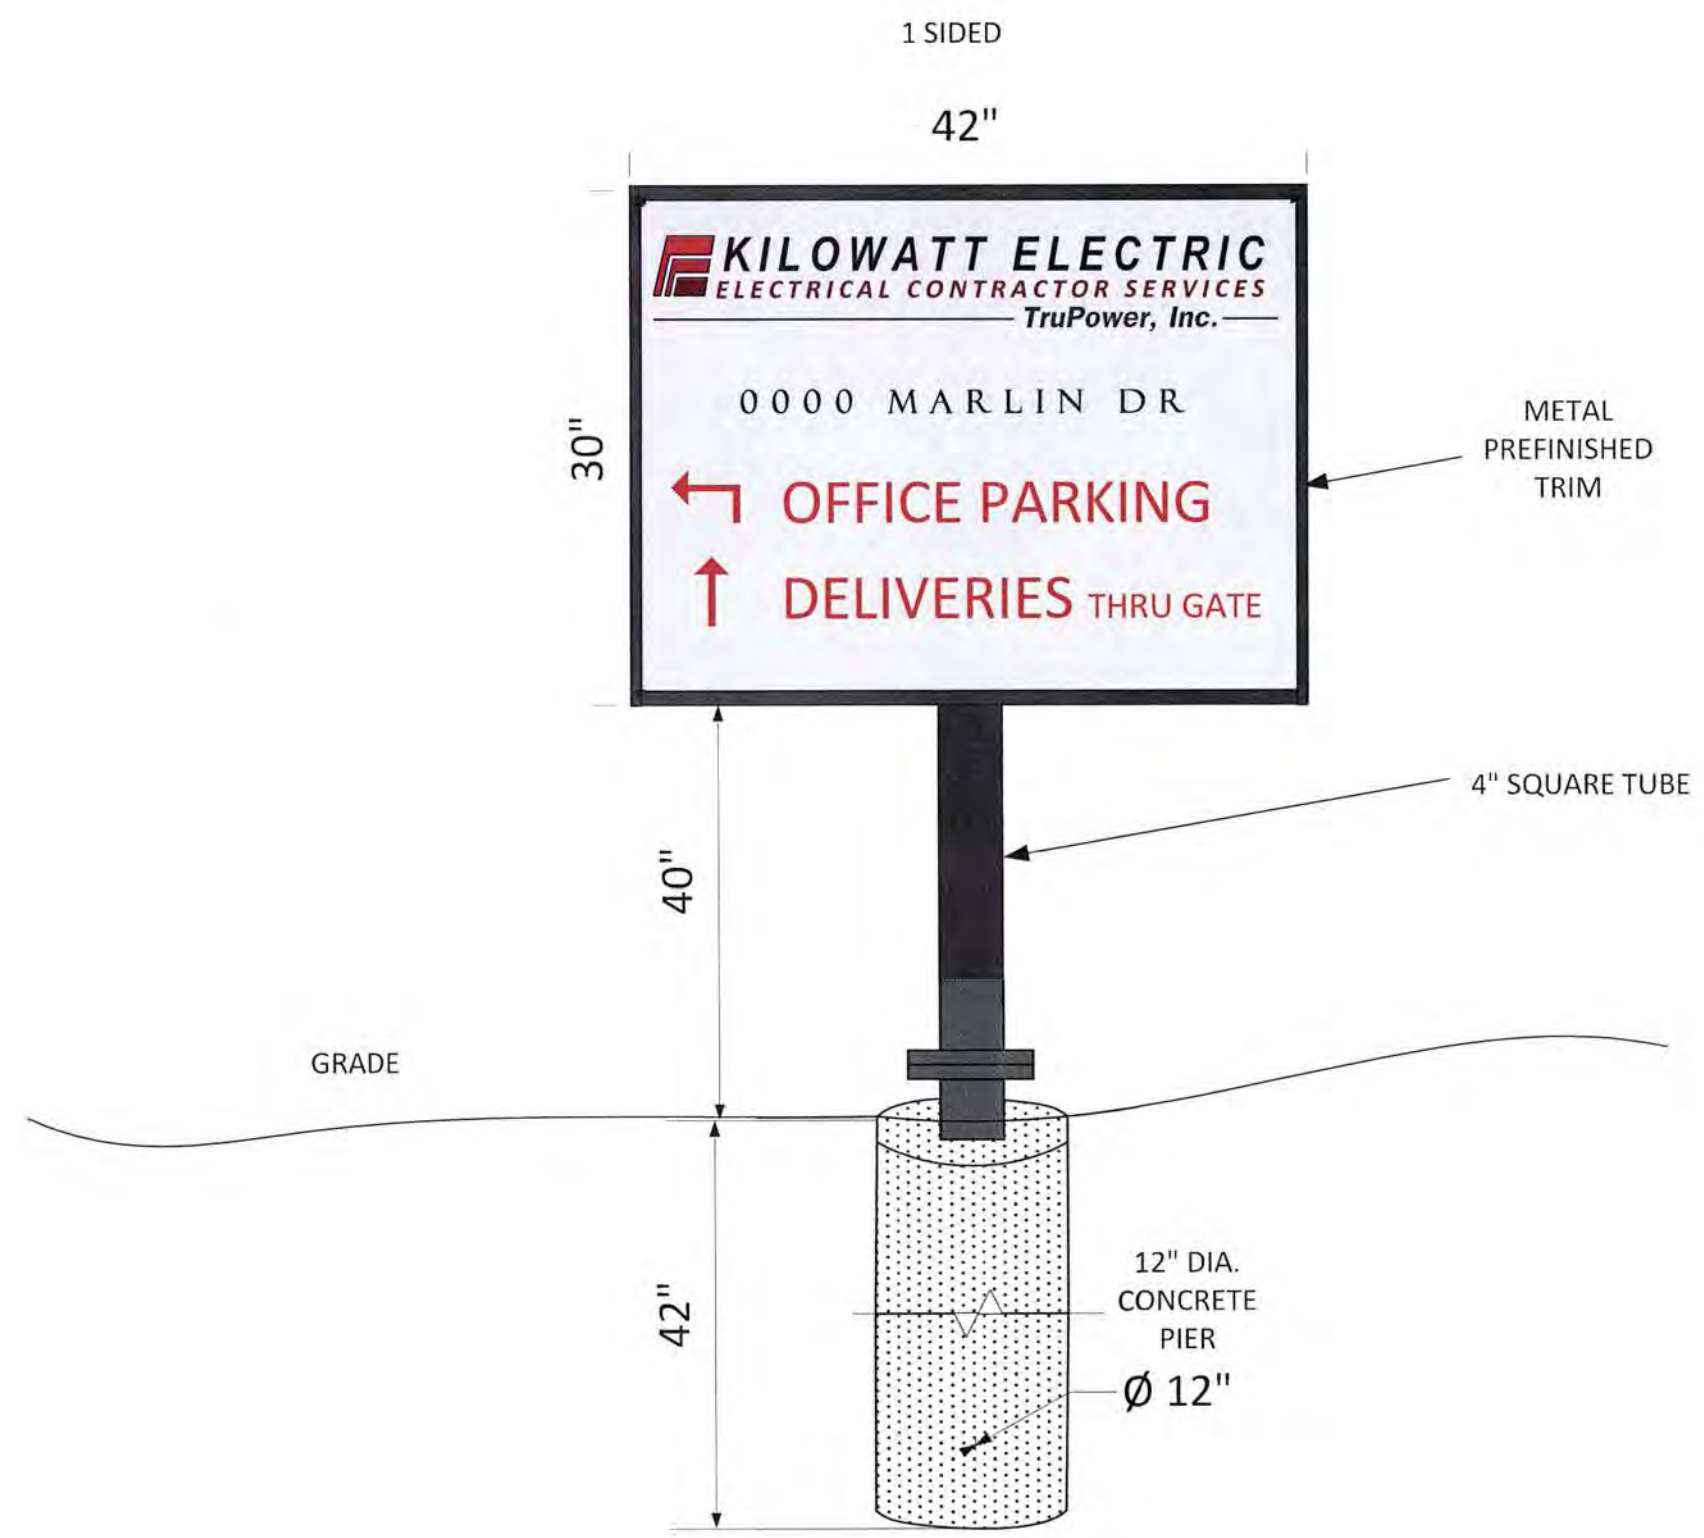 1 SIDED
42"
KILOWATT ELECTRIC
ELECTRICAL CONTRACTOR SERVICES
TruPower, Inc.
0000 MARLIN DR
OFFICE PARKING
DELIVERIES THRU GATE
30"
METAL
PREFINISHED
TRIM
4" SQUARE TUBE
40"
GRADE
42"
12" DIA.
CONCRETE
PIER
Ø 12"